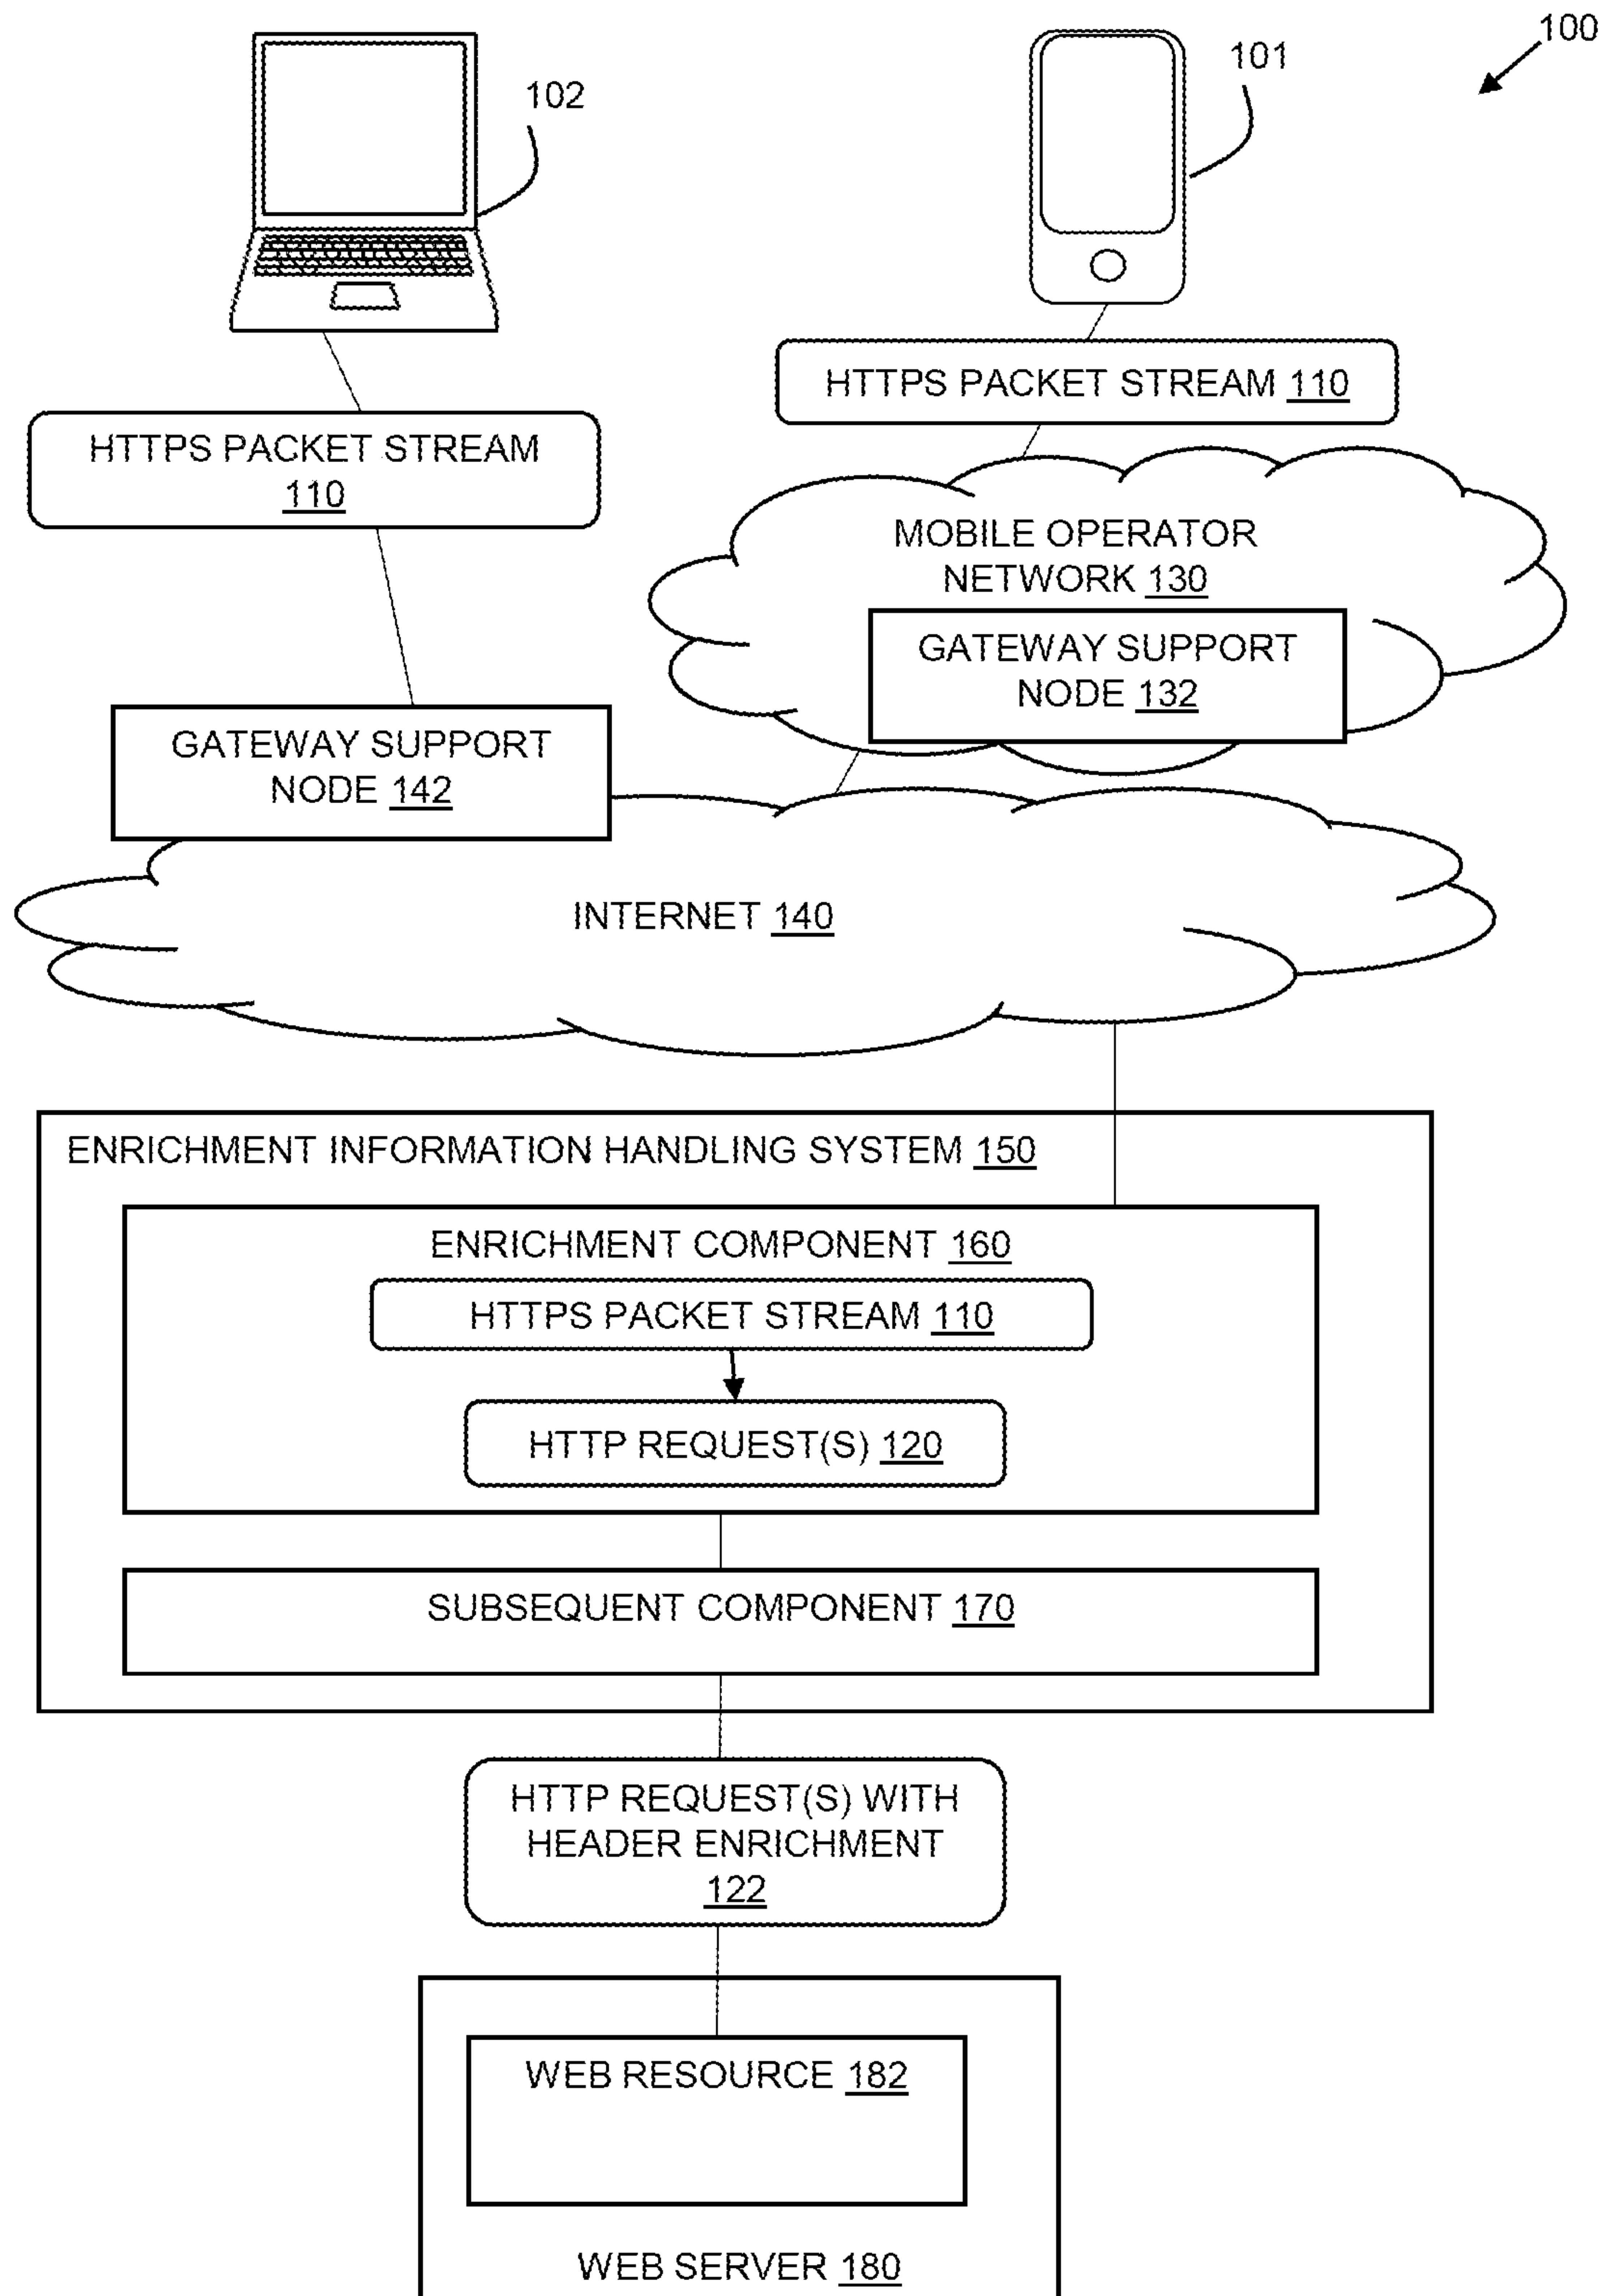 100
101
102
HTTPS PACKET STREAM 110
HTTPS PACKET STREAM
110
MOBILE OPERATOR
NETWORK 130
GATEWAY SUPPORT
NODE 132
GATEWAY SUPPORT
NODE 142
INTERNET 140
ENRICHMENT INFORMATION HANDLING SYSTEM 150
ENRICHMENT COMPONENT 160
HTTPS PACKET STREAM 110
HTTP REQUEST(S) 120
SUBSEQUENT COMPONENT 170
HTTP REQUEST(S) WITH
HEADER ENRICHMENT
122
WEB RESOURCE 182
WEB SERVER 180